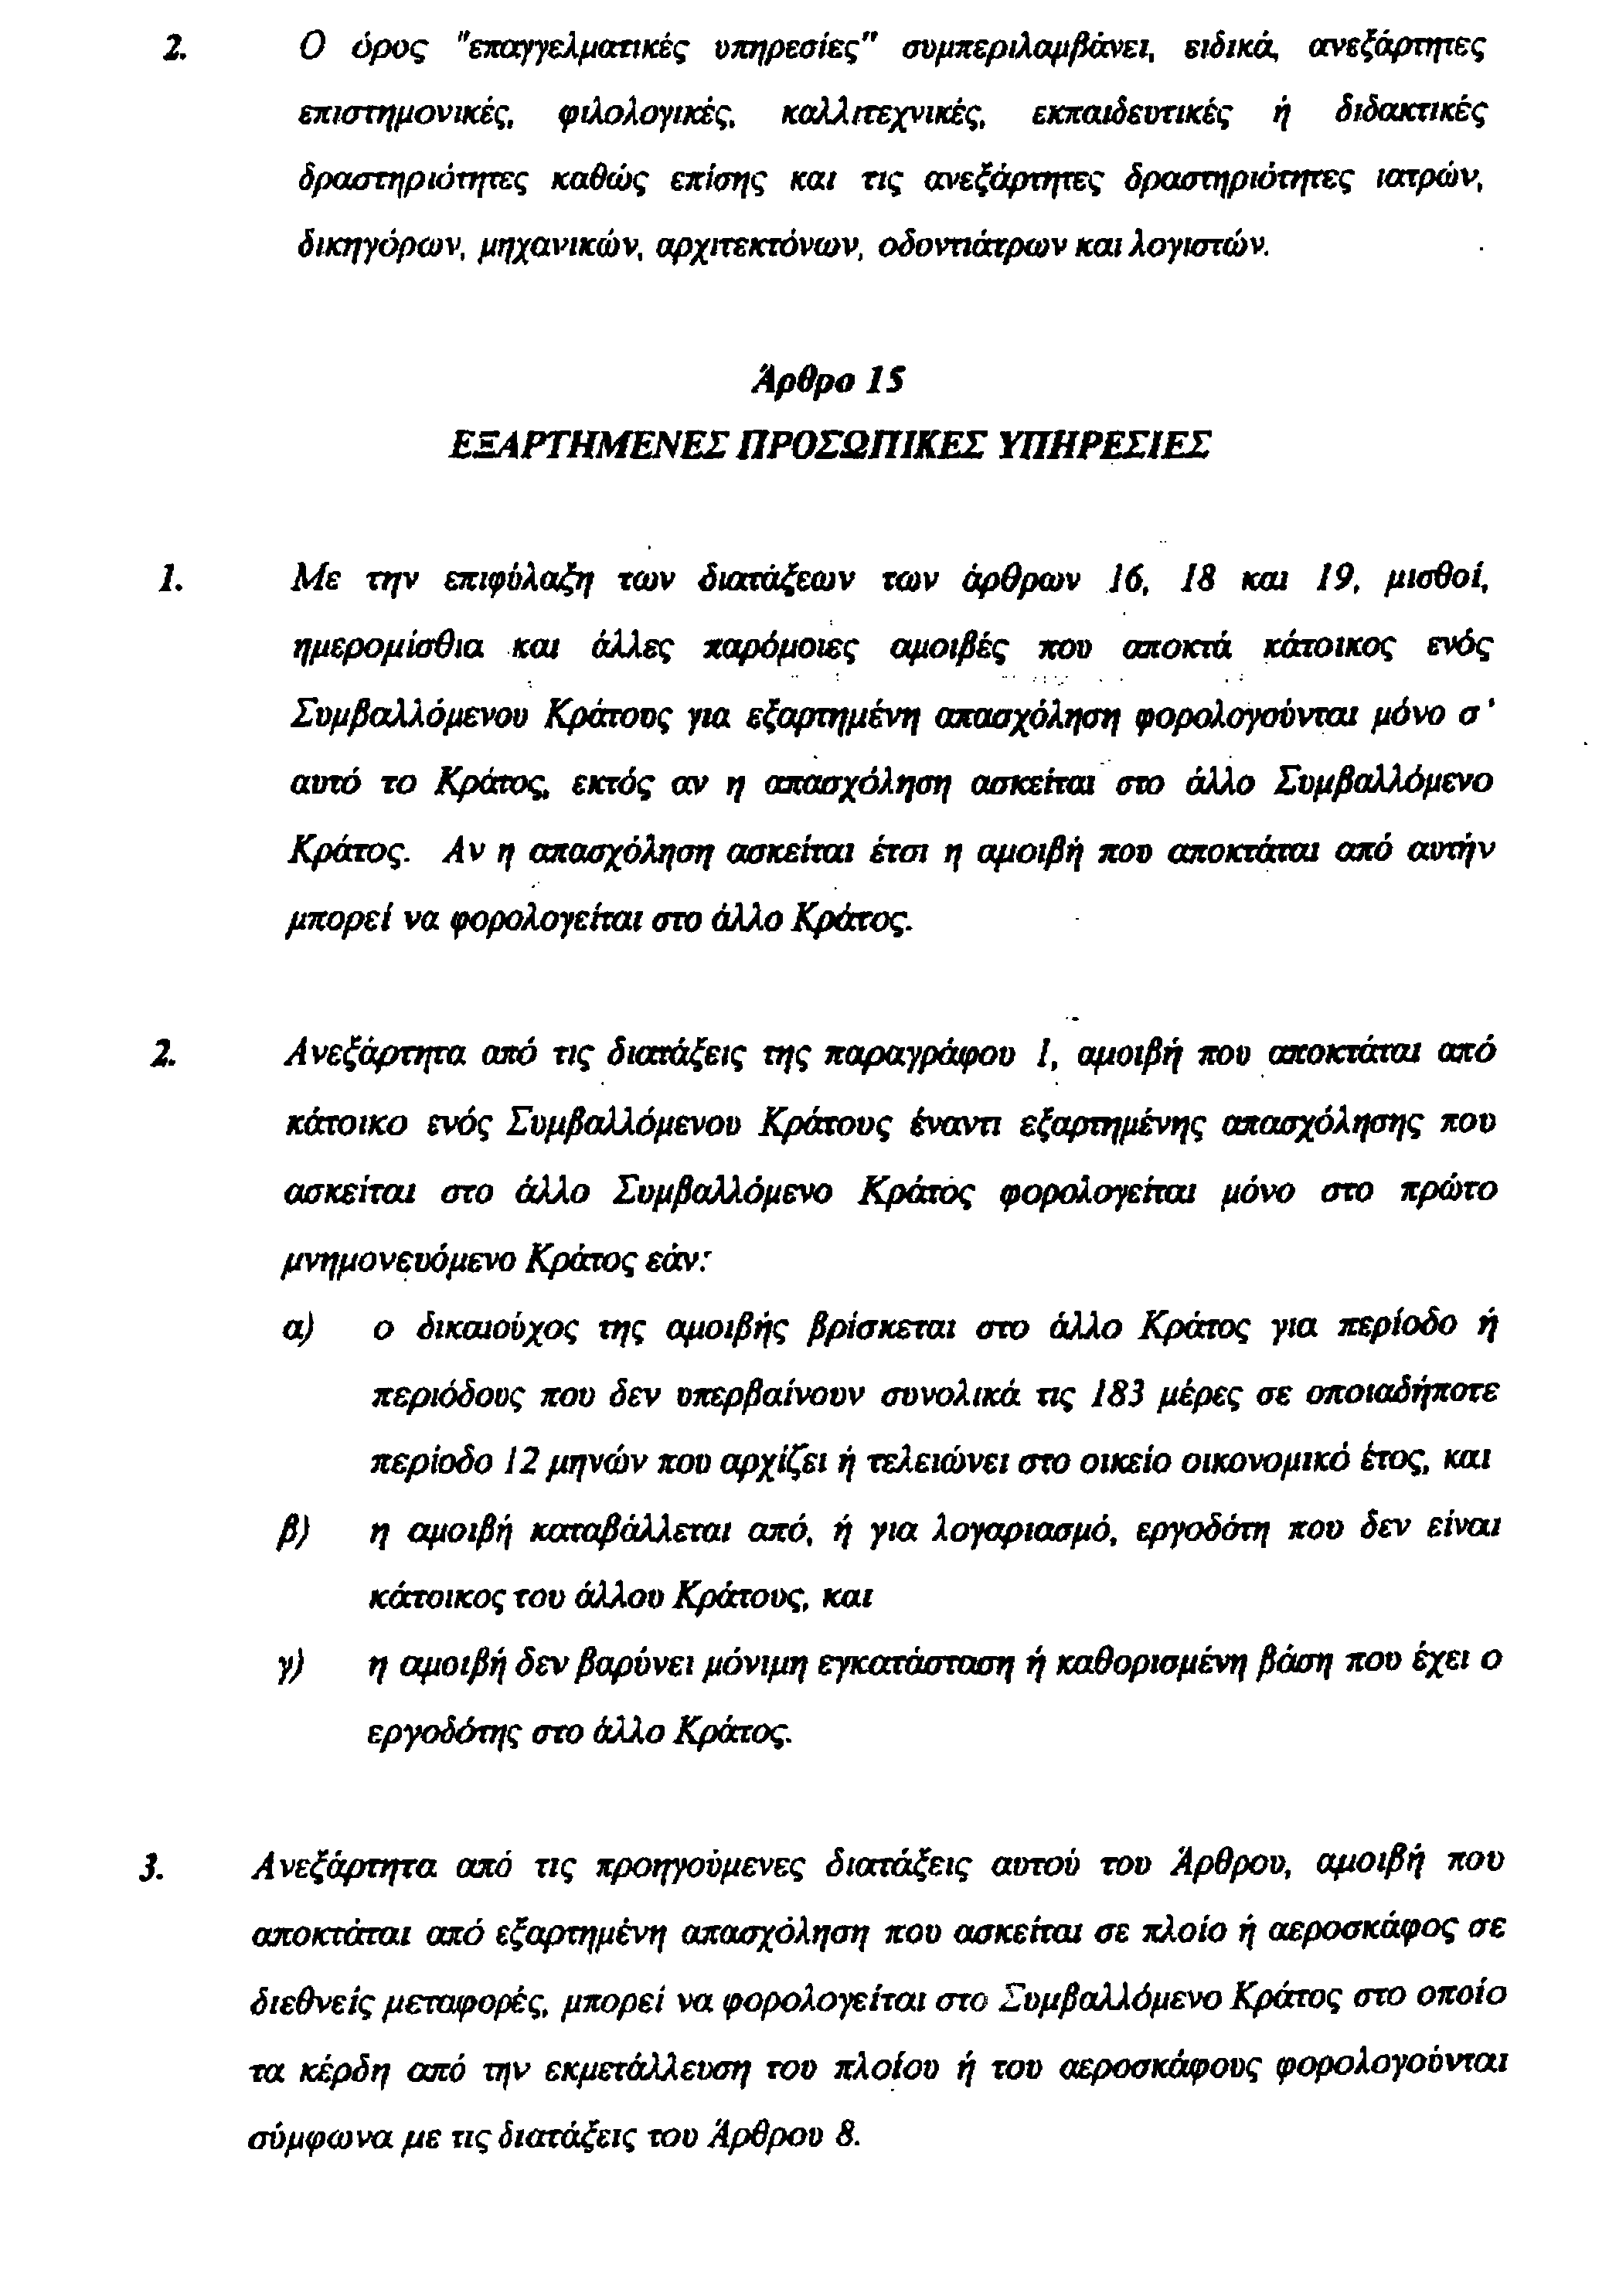 2. Ο όρος "επαγγελματικές υπηρεσίες" συμπεριλαμβάνει, ειδικά, ανεξάρτητες
επιστημονικές, φιλολογικές, καλλιτεχνικές, εκπαιδευτικές ή διδακτικές
δραστηριότητες καθώς επίσης και τις ανεξάρτητες δραστηριότητες ιατρών,
δικηγόρων, μηχανικών, αρχιτεκτόνων, οδοντιάτρων και λογιστών.
Άρθρο 15
ΕΞΑΡΤΗΜΕΝΕΣ ΠΡΟΣΩΠΙΚΕΣ ΥΠΗΡΕΣΙΕΣ
1. Με την επιφύλαξη των διατάξεων των άρθρων 16, 18 και 19, μισθοί,
ημερομίσθια και άλλες παρόμοιες αμοιβές που αποκτά κάτοικος ενός
Συμβαλλόμενου Κράτους για εξαρτημένη απασχόληση φορολογούνται μόνο σ'
αυτό το Κράτος, εκτός αν η απασχόληση ασκείται στο άλλο Συμβαλλόμενο
Κράτος. Αν η απασχόληση ασκείται έτσι η αμοιβή που αποκτάται από αυτήν
μπορεί να φορολογείται στο άλλο Κράτος.
2. Ανεξάρτητα από τις διατάξεις της παραγράφου 1, αμοιβή που αποκτάται από
κάτοικο ενός Συμβαλλόμενου Κράτους έναντι εξαρτημένης απασχόλησης που
ασκείται στο άλλο Συμβαλλόμενο Κράτος φορολογείται μόνο στο πρώτο
μνημονευόμενο Κράτος εάν:
α) ο δικαιούχος της αμοιβής βρίσκεται στο άλλο Κράτος για περίοδο ή
περιόδους που δεν υπερβαίνουν συνολικά τις 183 μέρες σε οποιαδήποτε
περίοδο 12 μηνών που αρχίζει ή τελειώνει στο οικείο οικονομικό έτος, και
β) η αμοιβή καταβάλλεται από, ή για λογαριασμό, εργοδότη που δεν είναι
κάτοικος του άλλου Κράτους, και
γ) η αμοιβή δεν βαρύνει μόνιμη εγκατάσταση ή καθορισμένη βάση που έχει ο
εργοδότης στο άλλο Κράτος.
3. Ανεξάρτητα από τις προηγούμενες διατάξεις αυτού του Άρθρου, αμοιβή που
αποκτάται από εξαρτημένη απασχόληση που ασκείται σε πλοίο ή αεροσκάφος σε
διεθνείς μεταφορές, μπορεί να φορολογείται στο Συμβαλλόμενο Κράτος στο οποίο
τα κέρδη από την εκμετάλλευση του πλοίου ή του αεροσκάφους φορολογούνται
σύμφωνα με τις διατάξεις του Άρθρου 8.